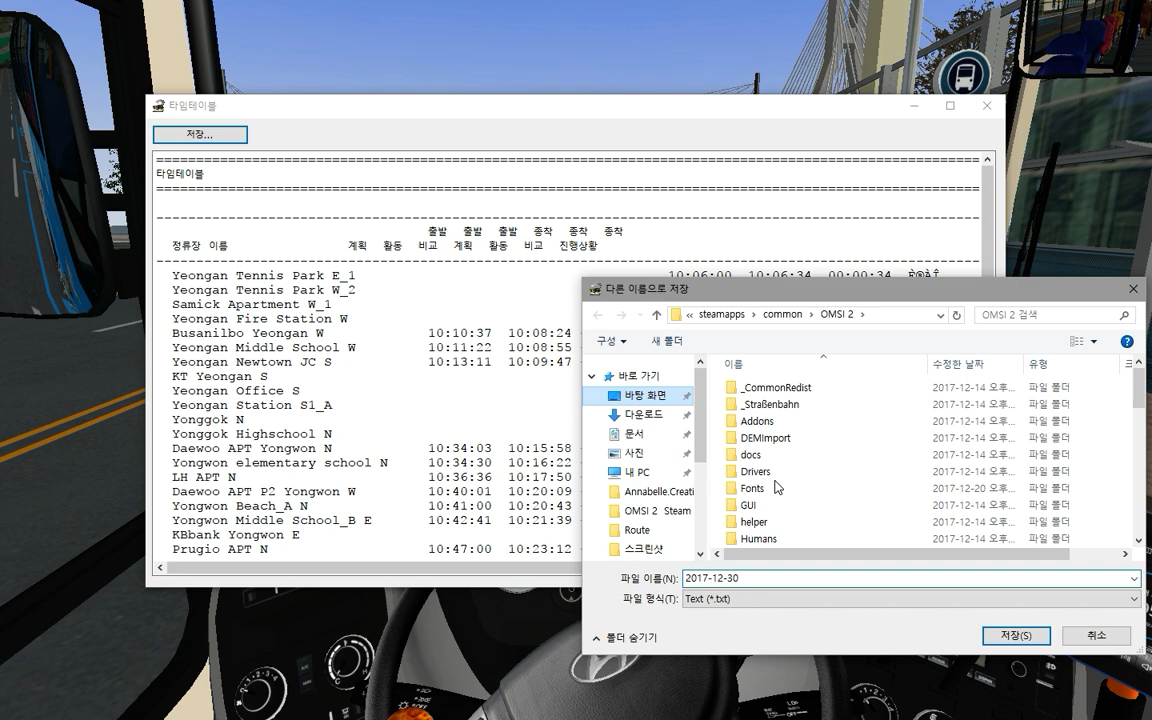 타임테이블
저장...
타임테이블
출발 출발 출발 종착 종착 종착
정류장 이름 계획 활동 비교 계획 활동 비교 진행상황
Yeongan Tennis Park E_1 10:06:00 10:06:34 00:00:34
Yeongan Tennis Park W_2
Samick Apartment W_1
Yeongan Fire Station W
Busanilbo Yeongan W 10:10:37 10:08:24
Yeongan Middle School W 10:11:22 10:08:55
Yeongan Newtown JC S 10:13:11 10:09:47
KT Yeongan S
Yeongan Office S
Yeongan Station S1_A
Yonggok N
Yonggok Highschool N
Daewoo APT Yongwon N 10:34:03 10:15:58
Yongwon elementary school N 10:34:30 10:16:22
LH APT N 10:36:36 10:17:50
Daewoo APT P2 Yongwon W 10:40:01 10:20:09
Yongwon Beach_A N 10:41:00 10:20:43
Yongwon Middle School_B E 10:42:41 10:21:39
KBbank Yongwon E
Prugio APT N 10:47:00 10:23:12
다른 이름으로 저장
« steamapps > common > OMSI 2 >
OMSI 2 검색
구성
새 폴더
바로 가기
바탕 화면
다운로드
문서
사진
내 PC
Annabelle.Creati
OMSI 2 Steam
Route
스크린샷
이름 수정한 날짜 유형 크
_CommonRedist 2017-12-14 오후... 파일 폴더
_Straßenbahn 2017-12-14 오후... 파일 폴더
Addons 2017-12-14 오후... 파일 폴더
DEMImport 2017-12-14 오후... 파일 폴더
docs 2017-12-14 오후... 파일 폴더
Drivers 2017-12-14 오후... 파일 폴더
Fonts 2017-12-20 오후... 파일 폴더
GUI 2017-12-14 오후... 파일 폴더
helper 2017-12-14 오후... 파일 폴더
Humans 2017-12-14 오후... 파일 폴더
파일 이름(N): 2017-12-30
파일 형식(T): Text (*.txt)
폴더 숨기기
저장(S)
취소